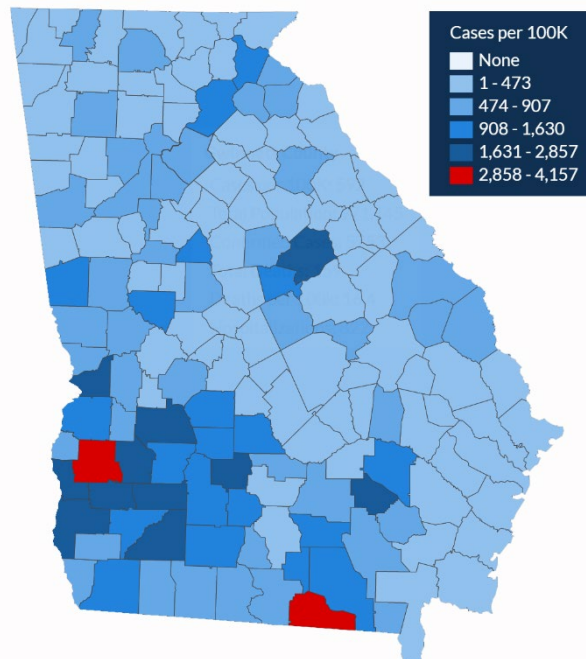 Cases per 100K
None
1 - 473
474 - 907
908 - 1,630
1,631 - 2,857
2,858 - 4,157